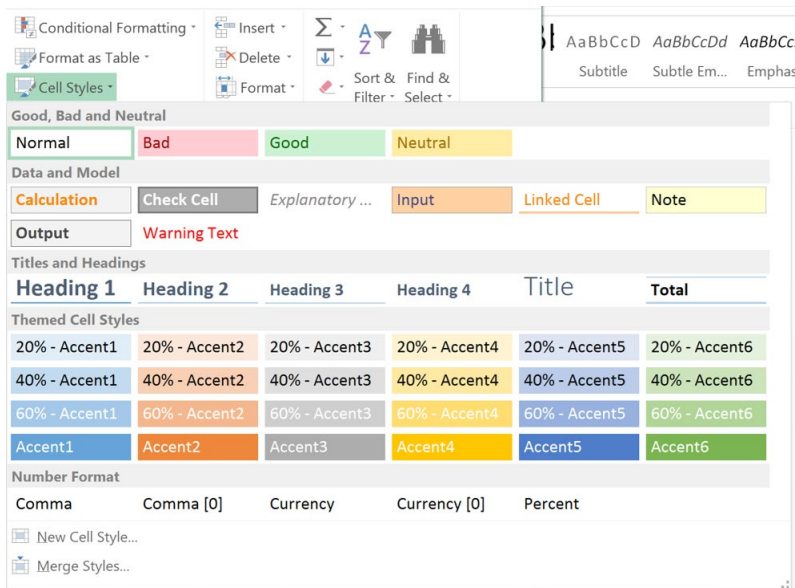 Conditional Formatting Insert AaBbCcD AaBbCcDd AaBbCc
Format as Table Delete Sort & Find & Subtitle Subtle Em... Emphas
Cell Styles Format Filter Select
Good, Bad and Neutral
Normal Bad Good Neutral
Data and Model
Calculation Check Cell Explanatory ... Input Linked Cell Note
Output Warning Text
Titles and Headings
Heading 1 Heading 2 Heading 3 Heading 4 Title Total
Themed Cell Styles
20% - Accent1 20% - Accent2 20% - Accent3 20% - Accent4 20% - Accent5 20% - Accent6
40% - Accent1 40% - Accent2 40% - Accent3 40% - Accent4 40% - Accent5 40% - Accent6
60% - Accent1 60% - Accent2 60% - Accent3 60% - Accent4 60% - Accent5 60% - Accent6
Accent1 Accent2 Accent3 Accent4 Accent5 Accent6
Number Format
Comma Comma [0] Currency Currency [0] Percent
New Cell Style...
Merge Styles...